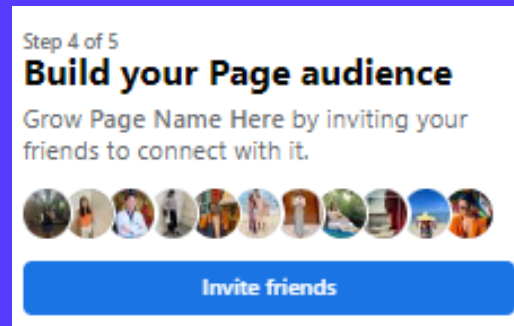 Step 4 of 5
Build your Page audience
Grow Page Name Here by inviting your
friends to connect with it.
Invite friends